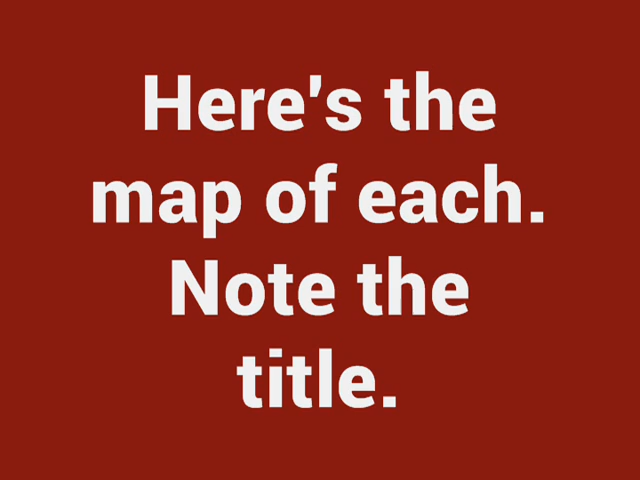 Here's the
map of each.
Note the
title.